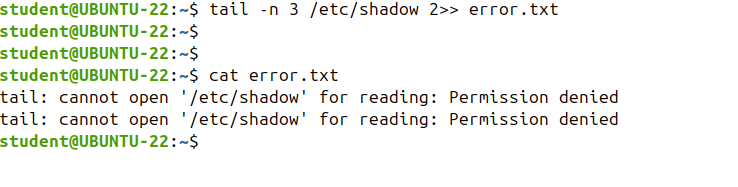 student@UBUNTU-22:~$ tail -n 3 /etc/shadow 2>> error.txt
student@UBUNTU-22:~$
student@UBUNTU-22:~$
student@UBUNTU-22:~$ cat error.txt
tail: cannot open '/etc/shadow' for reading: Permission denied
tail: cannot open '/etc/shadow' for reading: Permission denied
student@UBUNTU-22:~$